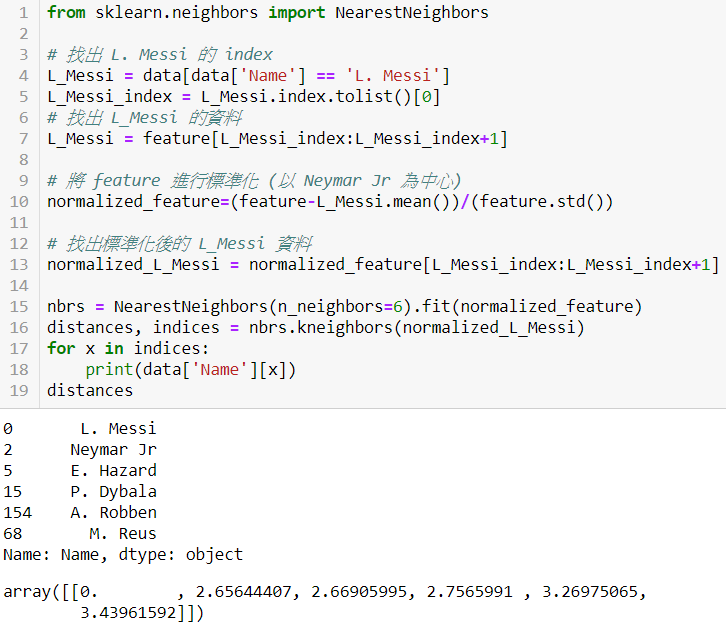 1 from sklearn.neighbors import NearestNeighbors
2
3 # 找出 L. Messi 的 index
4 L_Messi = data[data['Name'] == 'L. Messi']
5 L_Messi_index = L_Messi.index.tolist()[0]
6 # 找出 L_Messi 的資料
7 L_Messi = feature[L_Messi_index:L_Messi_index+1]
8
9 # 將 feature 進行標準化 (以 Neymar Jr 為中心)
10 normalized_feature=(feature-L_Messi.mean())/(feature.std())
11
12 # 找出標準化後的 L_Messi 資料
13 normalized_L_Messi = normalized_feature[L_Messi_index:L_Messi_index+1]
14
15 nbrs = NearestNeighbors(n_neighbors=6).fit(normalized_feature)
16 distances, indices = nbrs.kneighbors(normalized_L_Messi)
17 for x in indices:
18     print(data['Name'][x])
19 distances
0        L. Messi
2       Neymar Jr
5       E. Hazard
15      P. Dybala
154     A. Robben
68        M. Reus
Name: Name, dtype: object
array([[0.        , 2.65644407, 2.66905995, 2.7565991 , 3.26975065,
        3.43961592]])